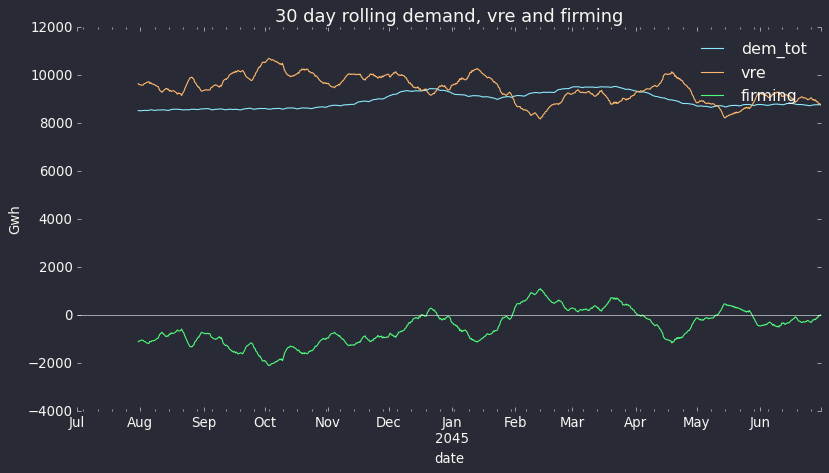 30 day rolling demand, vre and firming
12000
10000
8000
6000
4000
2000
0
−2000
−4000
Gwh
dem_tot
vre
firming
Jul Aug Sep Oct Nov Dec Jan Feb Mar Apr May Jun
2045
date